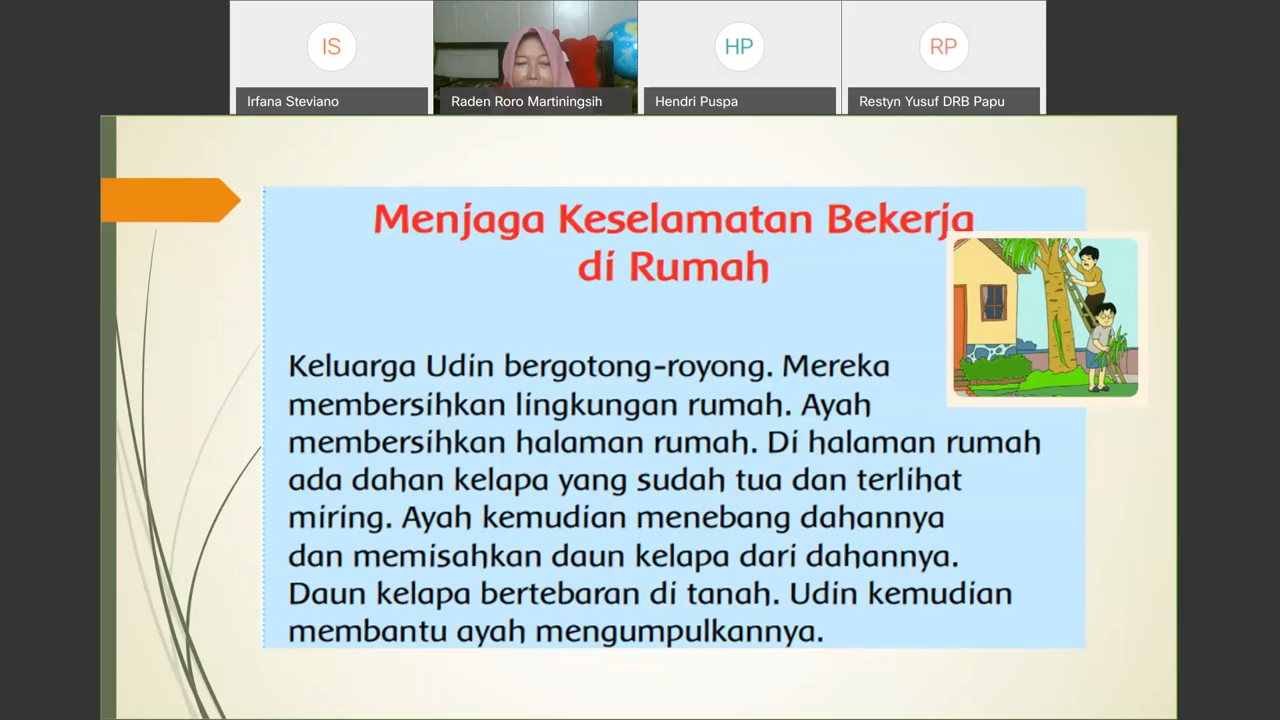 IS
HP
RP
Irfana Steviano
Raden Roro Martiningsih
Hendri Puspa
Restyn Yusuf DRB Papu
Menjaga Keselamatan Bekerja
di Rumah
Keluarga Udin bergotong-royong. Mereka
membersihkan lingkungan rumah. Ayah
membersihkan halaman rumah. Di halaman rumah
ada dahan kelapa yang sudah tua dan terlihat
miring. Ayah kemudian menebang dahannya
dan memisahkan daun kelapa dari dahannya.
Daun kelapa bertebaran di tanah. Udin kemudian
membantu ayah mengumpulkannya.